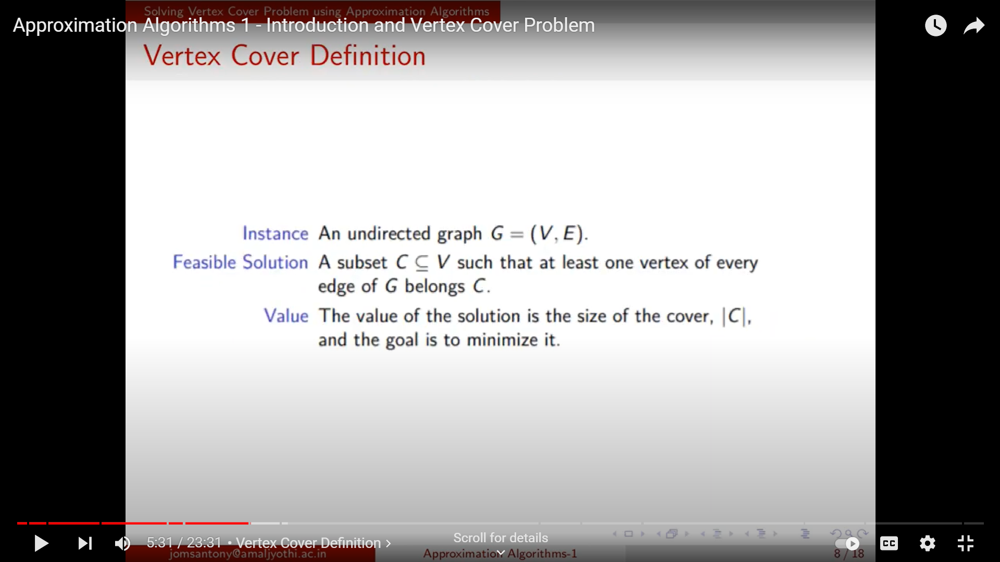 Solving Vertex Cover Problem using Approximation Algorithms
Approximation Algorithms 1 - Introduction and Vertex Cover Problem
Vertex Cover Definition
Instance An undirected graph G = (V, E).
Feasible Solution A subset C ⊆ V such that at least one vertex of every
edge of G belongs C.
Value The value of the solution is the size of the cover, |C|,
and the goal is to minimize it.
5:31 / 23:31 • Vertex Cover Definition
Scroll for details
CC
jomsantony@amaljyothi.ac.in
Approximation Algorithms-1
8 / 18